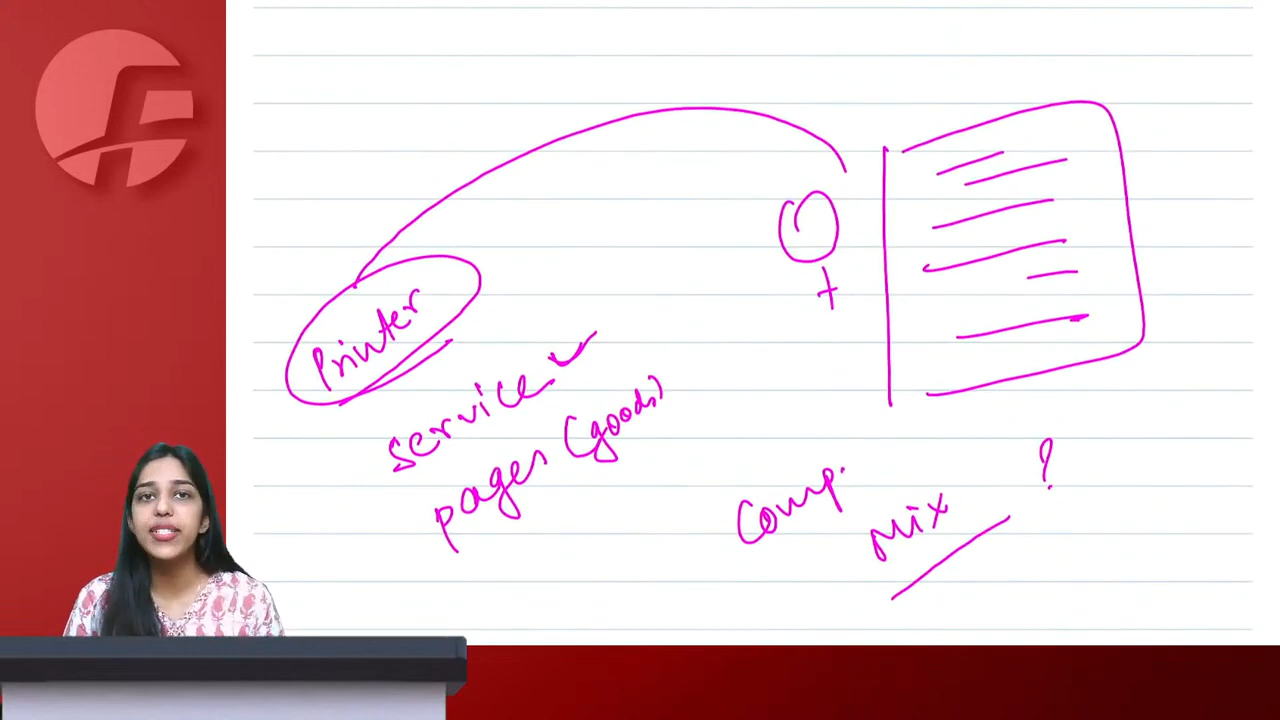 Printer
service
pages (goods)
Comp.
Mix
?